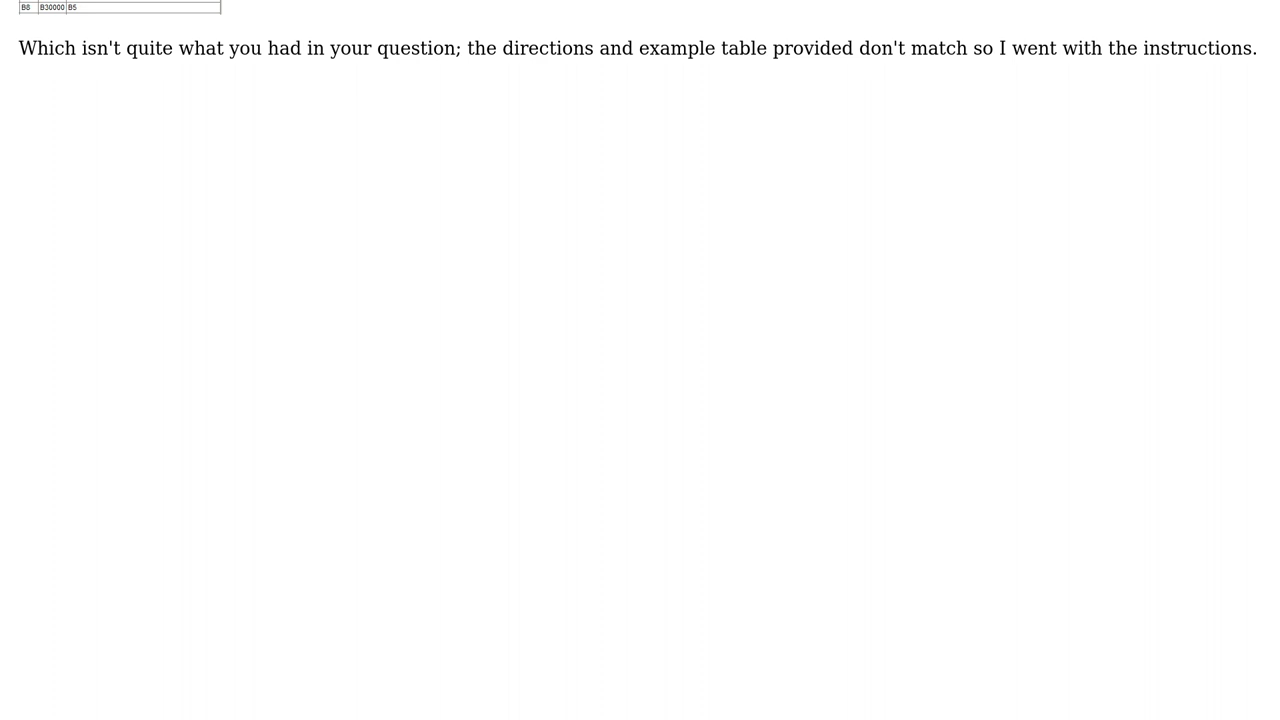 B8 B30000 B5
Which isn't quite what you had in your question; the directions and example table provided don't match so I went with the instructions.